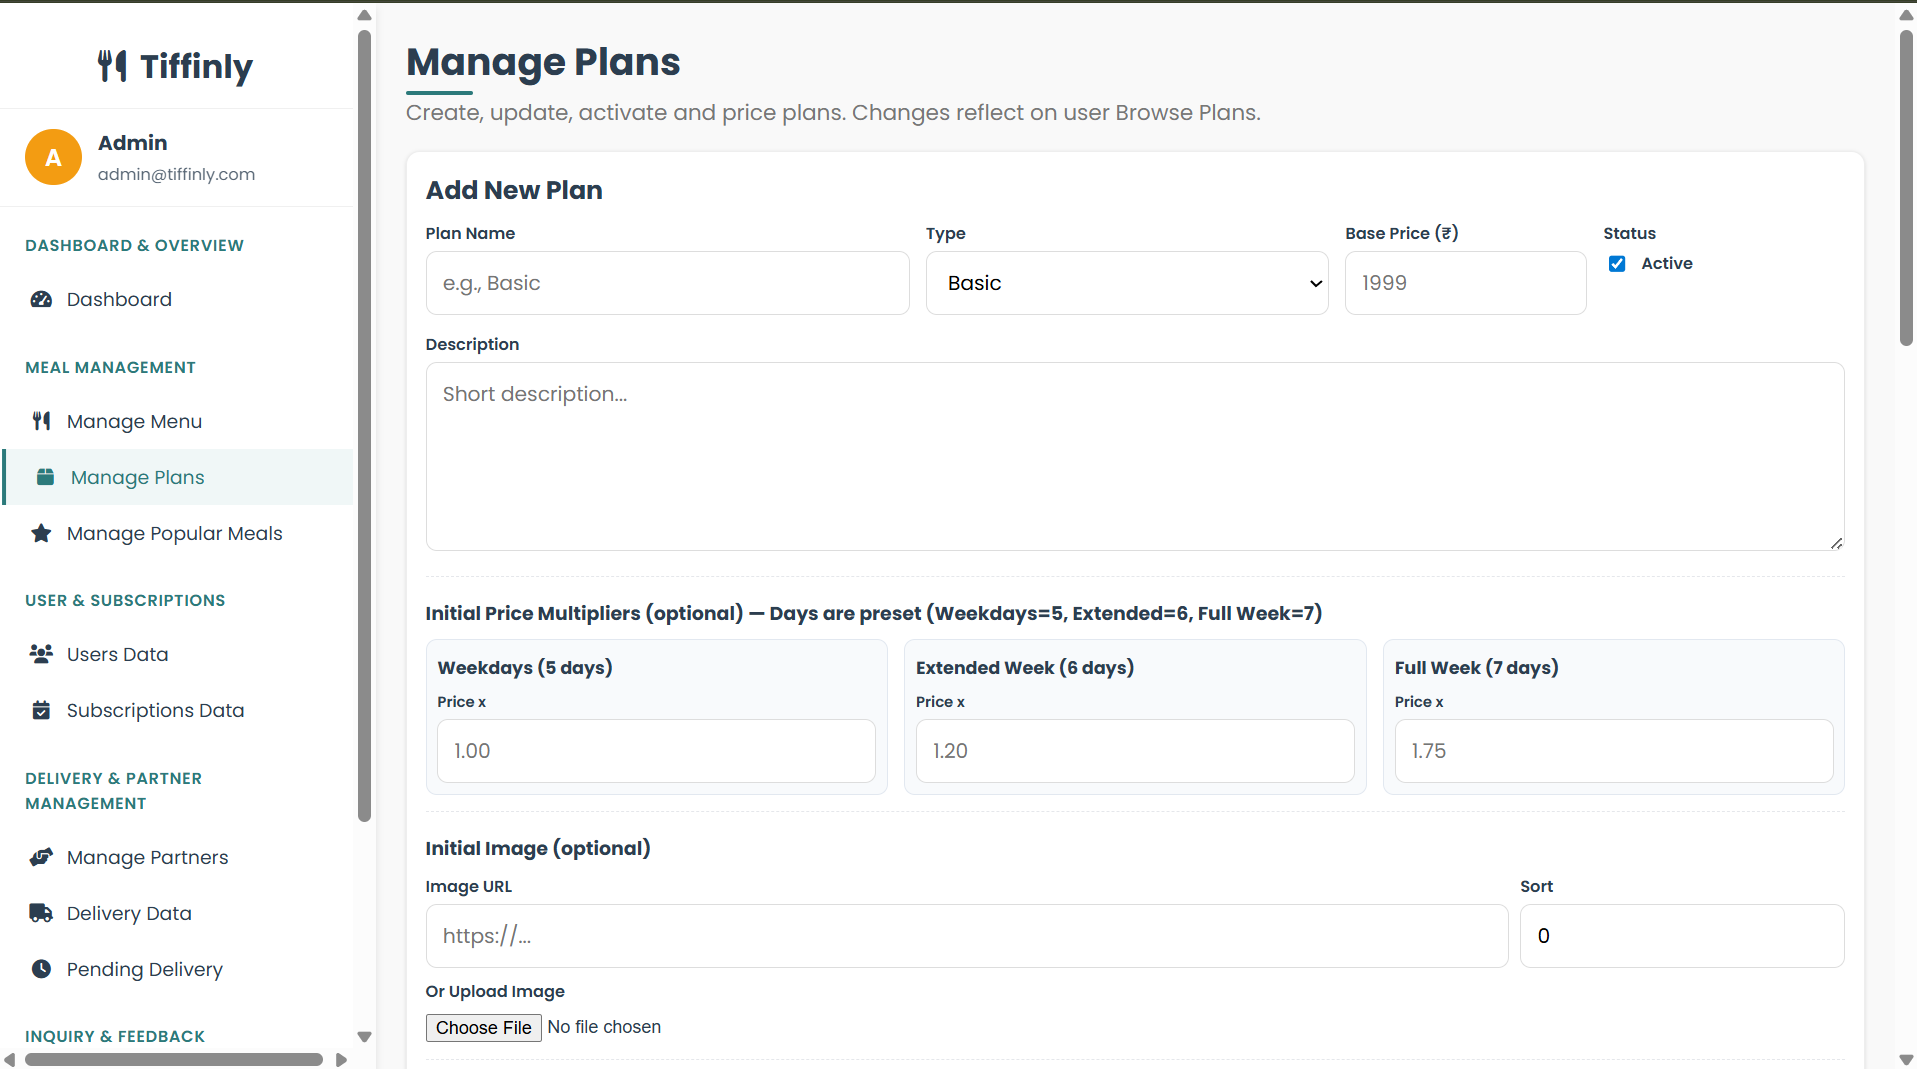 Tiffinly
A
Admin
admin@tiffinly.com
DASHBOARD & OVERVIEW
Dashboard
MEAL MANAGEMENT
Manage Menu
Manage Plans
Manage Popular Meals
USER & SUBSCRIPTIONS
Users Data
Subscriptions Data
DELIVERY & PARTNER
MANAGEMENT
Manage Partners
Delivery Data
Pending Delivery
INQUIRY & FEEDBACK
Manage Plans
Create, update, activate and price plans. Changes reflect on user Browse Plans.
Add New Plan
Plan Name
Type
Base Price (₹)
Status
e.g., Basic
Basic
1999
Active
Description
Short description...
Initial Price Multipliers (optional) — Days are preset (Weekdays=5, Extended=6, Full Week=7)
Weekdays (5 days)
Price x
1.00
Extended Week (6 days)
Price x
1.20
Full Week (7 days)
Price x
1.75
Initial Image (optional)
Image URL
Sort
https://...
0
Or Upload Image
Choose File No file chosen